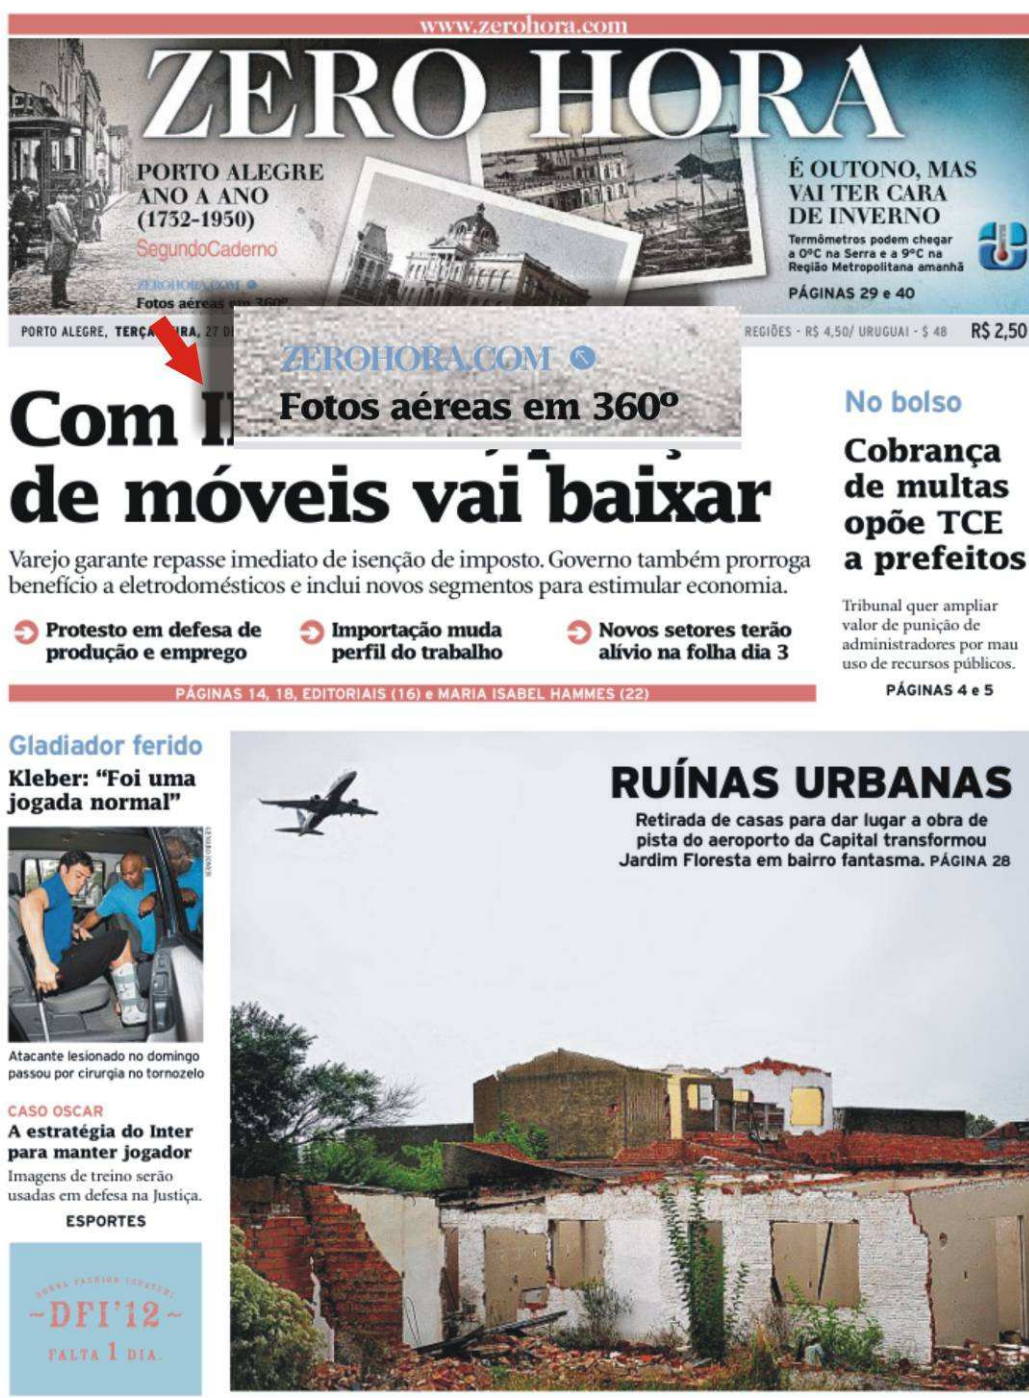 www.zerohora.com
ZERO HORA
PORTO ALEGRE
ANO A ANO
(1732-1950)
SegundoCaderno
ZEROHORA.COM
Fotos aéreas em 360º
É OUTONO, MAS
VAI TER CARA
DE INVERNO
Termômetros podem chegar
a 0ºC na Serra e a 9ºC na
Região Metropolitana amanhã
PÁGINAS 29 e 40
PORTO ALEGRE, 27
REGIÕES - R$ 4,50/ URUGUAI - $ 48 R$ 2,50
ZEROHORA.COM
Fotos aéreas em 360º
Com
de móveis vai baixar
Varejo garante repasse imediato de isenção de imposto. Governo também prorroga
benefício a eletrodomésticos e inclui novos segmentos para estimular economia.
Protesto em defesa de
produção e emprego
Importação muda
perfil do trabalho
Novos setores terão
alívio na folha dia 3
PÁGINAS 14, 18, EDITORIAIS (16) e MARIA ISABEL HAMMES (22)
No bolso
Cobrança
de multas
opõe TCE
a prefeitos
Tribunal quer ampliar
valor de punição de
administradores por mau
uso de recursos públicos.
PÁGINAS 4 e 5
Gladiador ferido
Kleber: “Foi uma
jogada normal”
Atacante lesionado no domingo
passou por cirurgia no tornozelo
CASO OSCAR
A estratégia do Inter
para manter jogador
Imagens de treino serão
usadas em defesa na Justiça.
ESPORTES
~DFI'12~
FALTA 1 DIA.
RUÍNAS URBANAS
Retirada de casas para dar lugar a obra de
pista do aeroporto da Capital transformou
Jardim Floresta em bairro fantasma. PÁGINA 28